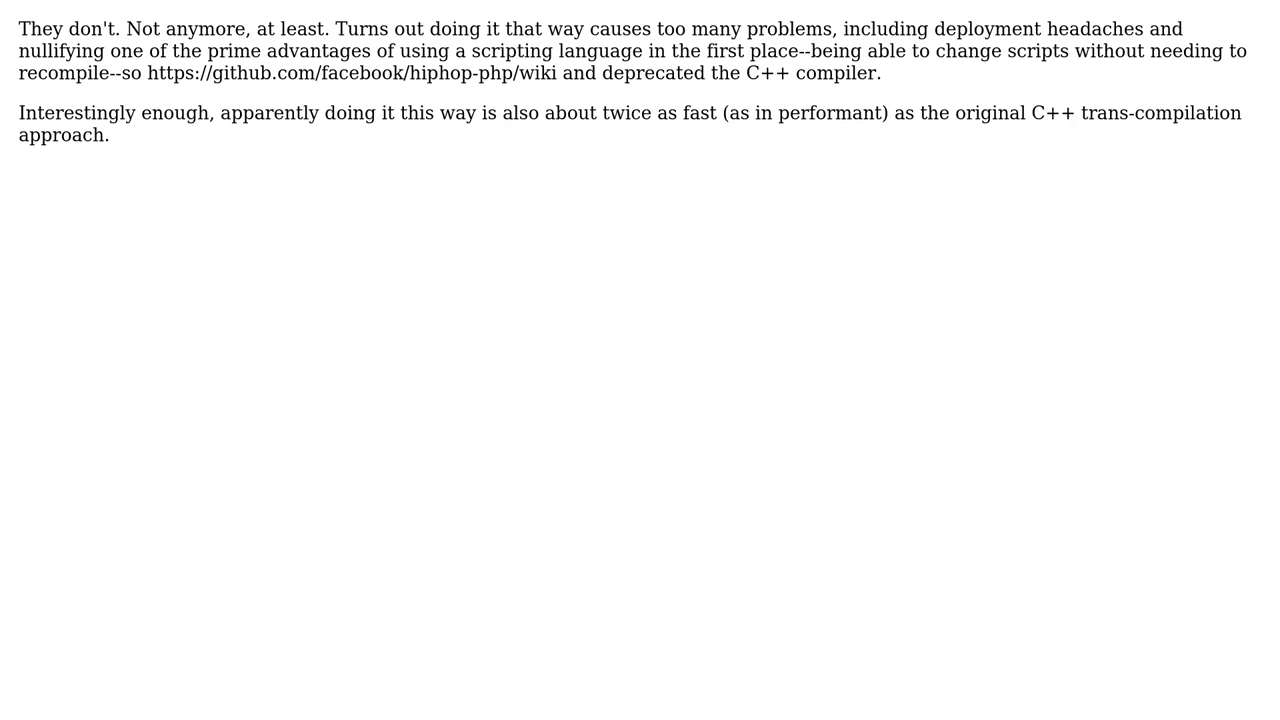 They don't. Not anymore, at least. Turns out doing it that way causes too many problems, including deployment headaches and
nullifying one of the prime advantages of using a scripting language in the first place--being able to change scripts without needing to
recompile--so https://github.com/facebook/hiphop-php/wiki and deprecated the C++ compiler.
Interestingly enough, apparently doing it this way is also about twice as fast (as in performant) as the original C++ trans-compilation
approach.